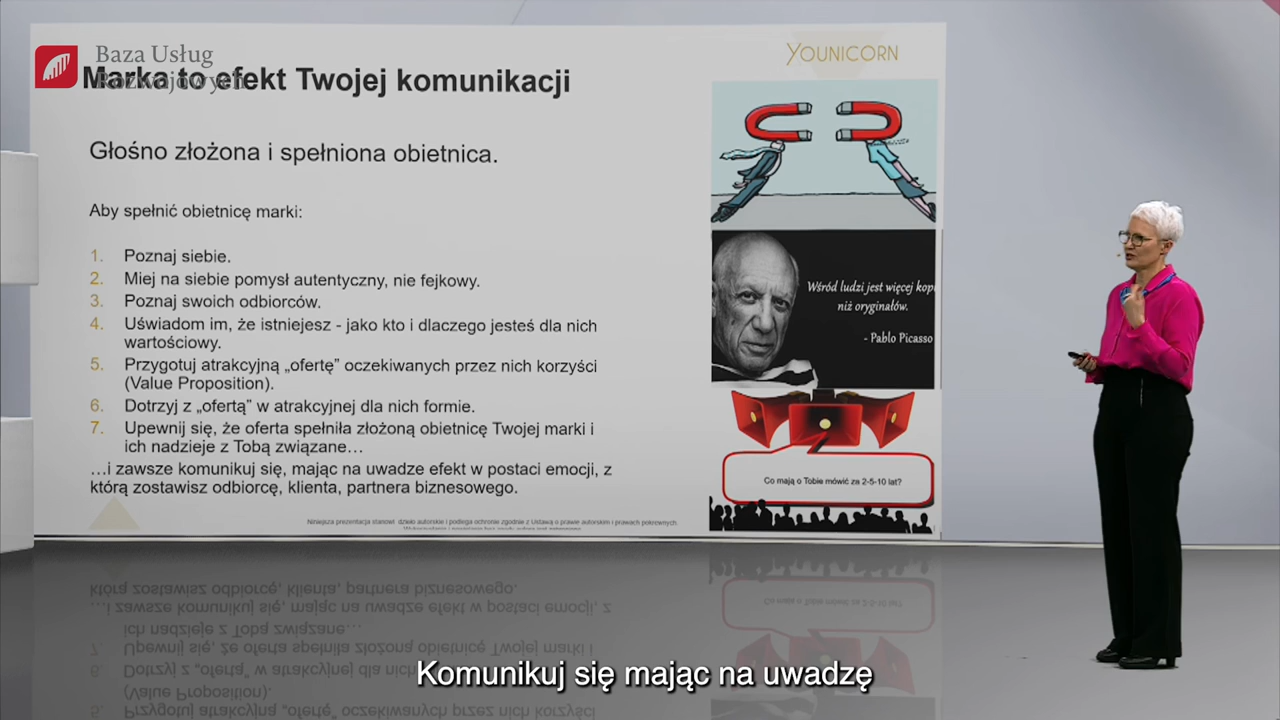 Baza Usług
Rozwojowych
Marka to efekt Twojej komunikacji
YOUNICORN
Głośno złożona i spełniona obietnica.
Aby spełnić obietnicę marki:
1. Poznaj siebie.
2. Miej na siebie pomysł autentyczny, nie fejkowy.
3. Poznaj swoich odbiorców.
4. Uświadom im, że istniejesz - jako kto i dlaczego jesteś dla nich
wartościowy.
5. Przygotuj atrakcyjną „ofertę” oczekiwanych przez nich korzyści
(Value Proposition).
6. Dotrzyj z „ofertą” w atrakcyjnej dla nich formie.
7. Upewnij się, że oferta spełniła złożoną obietnicę Twojej marki i
ich nadzieje z Tobą związane…
…i zawsze komunikuj się, mając na uwadze efekt w postaci emocji, z
którą zostawisz odbiorcę, klienta, partnera biznesowego.
Wśród ludzi jest więcej kopi
niż oryginałów.
- Pablo Picasso
Co mają o Tobie mówić za 2-5-10 lat?
Niniejsza prezentacja stanowi dzieło autorskie i podlega ochronie zgodnie z Ustawą o prawie autorskim i prawach pokrewnych.
Komunikuj się mając na uwadzę